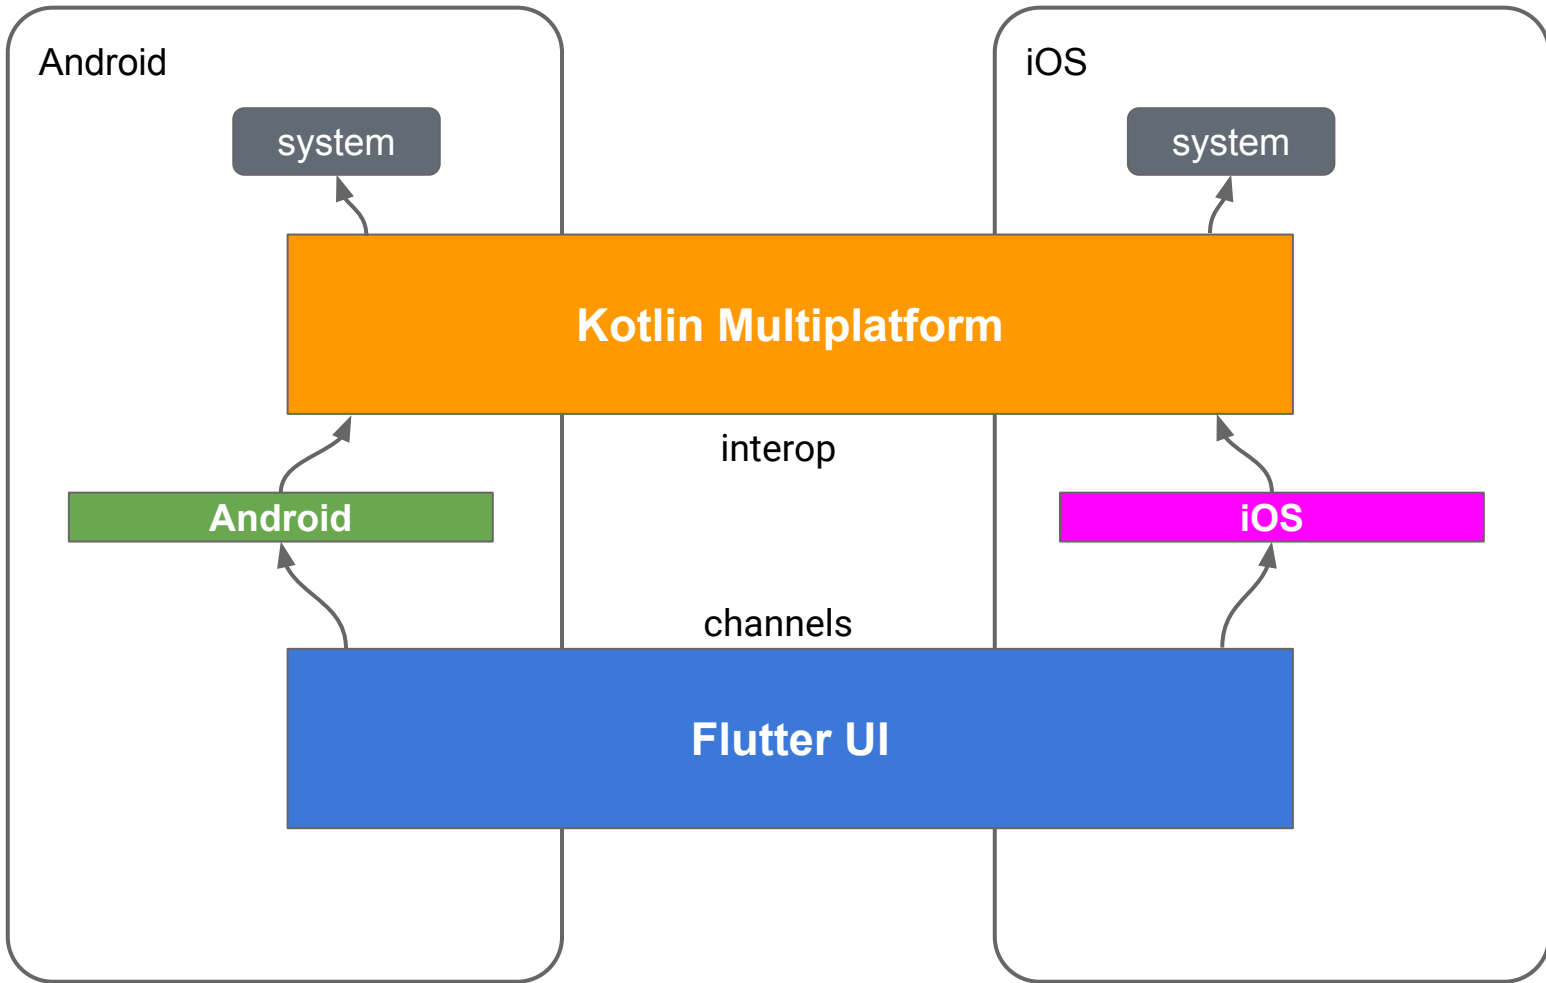 Android
iOS
system
system
Kotlin Multiplatform
interop
Android
iOS
channels
Flutter UI